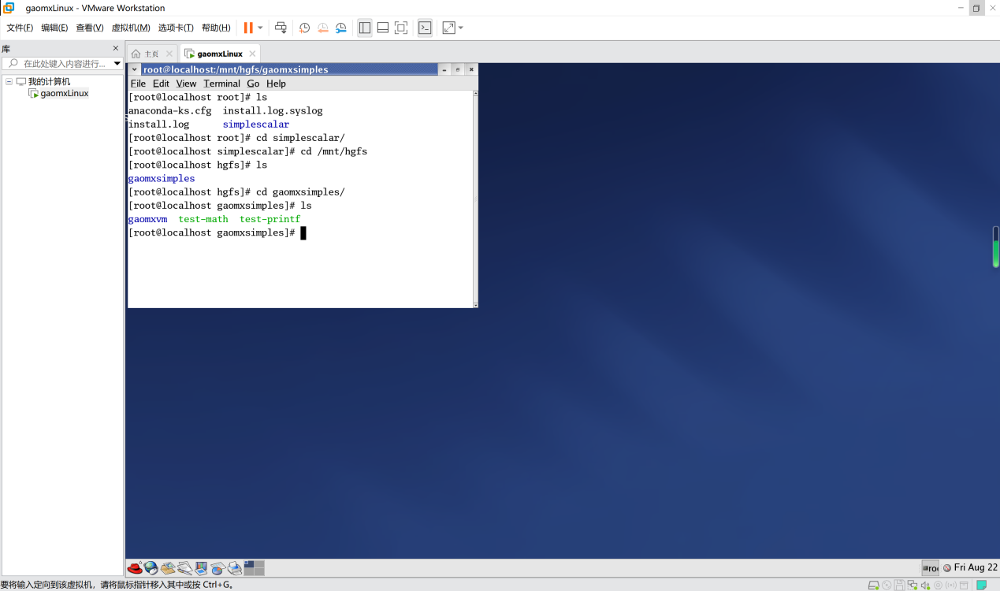 gaomxLinux - VMware Workstation
文件(F) 编辑(E) 查看(V) 虚拟机(M) 选项卡(T) 帮助(H)
库
在此处键入内容进行...
我的计算机
gaomxLinux
主页
gaomxLinux
root@localhost:/mnt/hgfs/gaomxsimples
File Edit View Terminal Go Help
[root@localhost root]# ls
anaconda-ks.cfg install.log.syslog
install.log simplescalar
[root@localhost root]# cd simplescalar/
[root@localhost simplescalar]# cd /mnt/hgfs
[root@localhost hgfs]# ls
gaomxsimples
[root@localhost hgfs]# cd gaomxsimples/
[root@localhost gaomxsimples]# ls
gaomxvm test-math test-printf
[root@localhost gaomxsimples]#
roo
Fri Aug 22
要将输入定向到该虚拟机，请将鼠标指针移入其中或按 Ctrl+G。